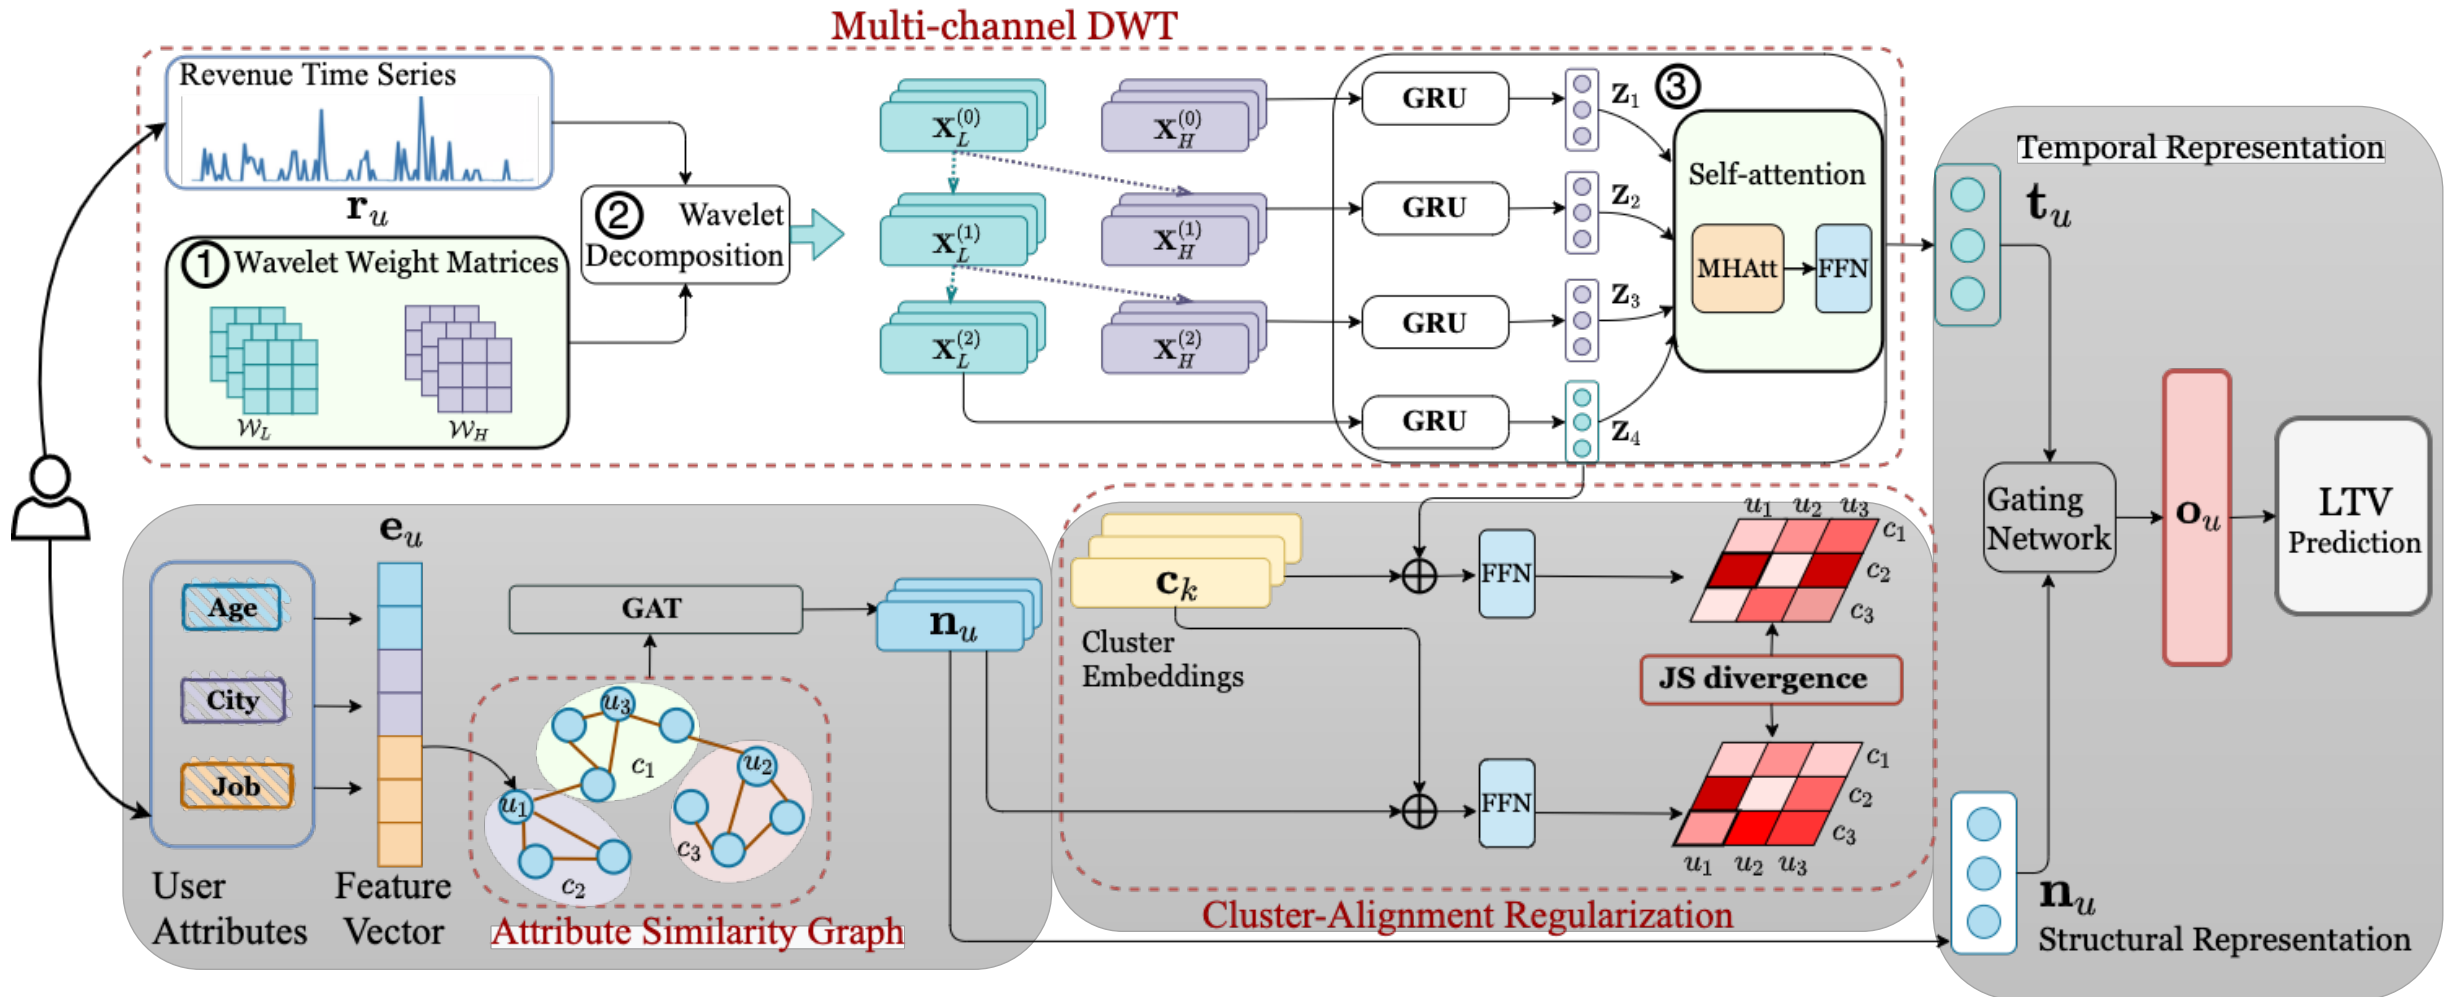 Multi-channel DWT
Revenue Time Series
r_u
① Wavelet Weight Matrices
𝒲_L
𝒲_H
② Wavelet
Decomposition
X_L^(0)
X_H^(0)
X_L^(1)
X_H^(1)
X_L^(2)
X_H^(2)
GRU
z_1
GRU
z_2
GRU
z_3
GRU
z_4
③
Self-attention
MHAtt
FFN
Temporal Representation
t_u
Gating
Network
o_u
LTV
Prediction
n_u
Structural Representation
e_u
Age
City
Job
User
Attributes
Feature
Vector
GAT
n_u
u_3
c_1
u_2
u_1
c_3
c_2
Attribute Similarity Graph
c_k
Cluster
Embeddings
FFN
u_1 u_2 u_3
c_1
c_2
c_3
JS divergence
FFN
c_1
c_2
c_3
u_1 u_2 u_3
Cluster-Alignment Regularization